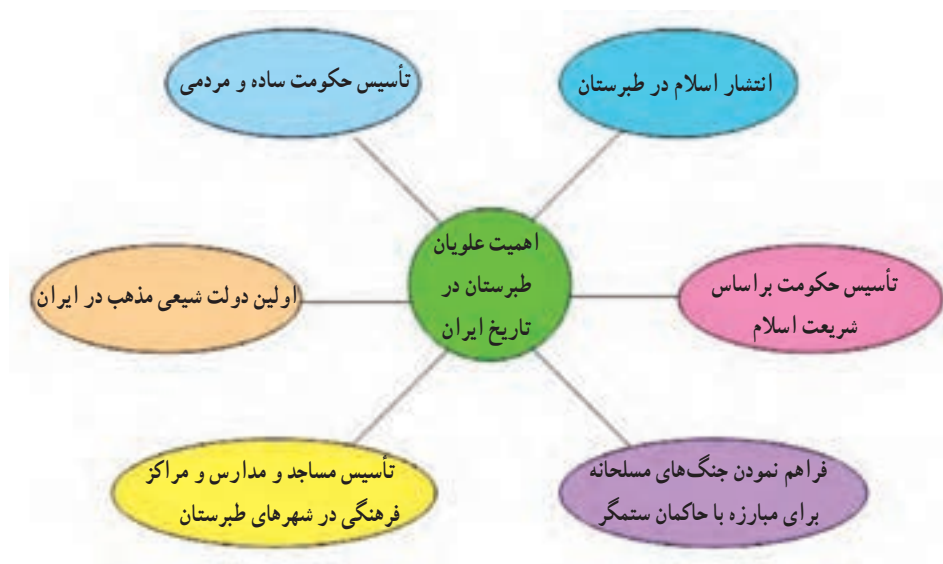 انتشار اسلام در طبرستان
تأسیس حکومت ساده و مردمی
اهمیت علویان
طبرستان در
تاریخ ایران
تأسیس حکومت براساس
شریعت اسلام
اولین دولت شیعی مذهب در ایران
فراهم نمودن جنگ‌های مسلحانه
برای مبارزه با حاکمان ستمگر
تأسیس مساجد و مدارس و مراکز
فرهنگی در شهرهای طبرستان